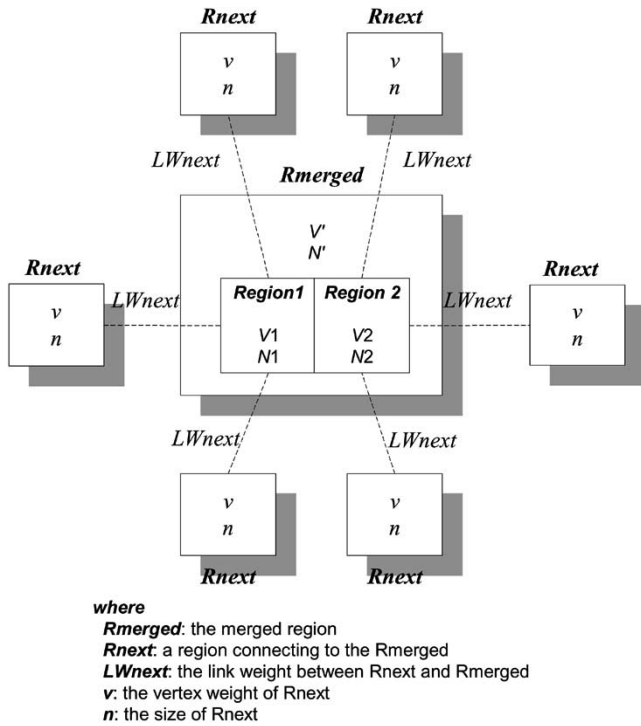 Rnext Rnext
v v
n n
LWnext LWnext
Rmerged
V'
N'
Rnext Rnext
LWnext Region1 Region 2 LWnext
v V1 V2 v
n N1 N2 n
LWnext LWnext
v v
n n
Rnext Rnext
where
Rmerged: the merged region
Rnext: a region connecting to the Rmerged
LWnext: the link weight between Rnext and Rmerged
v: the vertex weight of Rnext
n: the size of Rnext